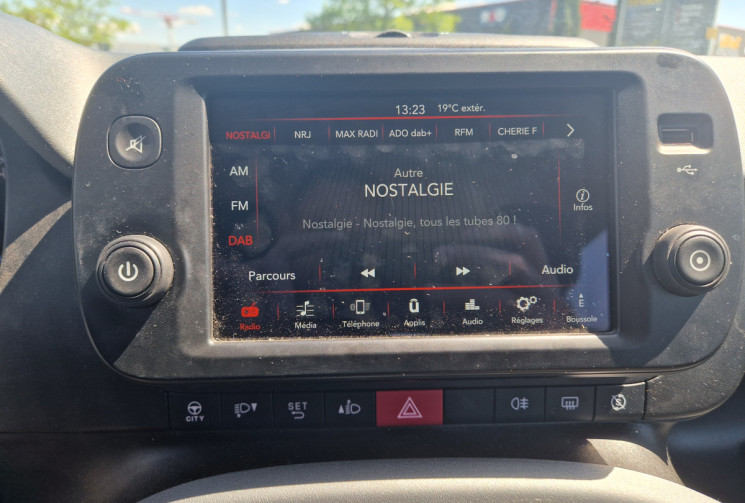 13:23 19°C extér.
NOSTALGI NRJ MAX RADI ADO dab+ RFM CHERIE F
AM
Autre
NOSTALGIE
FM
Infos
Nostalgie - Nostalgie, tous les tubes 80 !
DAB
Parcours Audio
E
Radio Média Téléphone Applis Audio Réglages Boussole
CITY SET